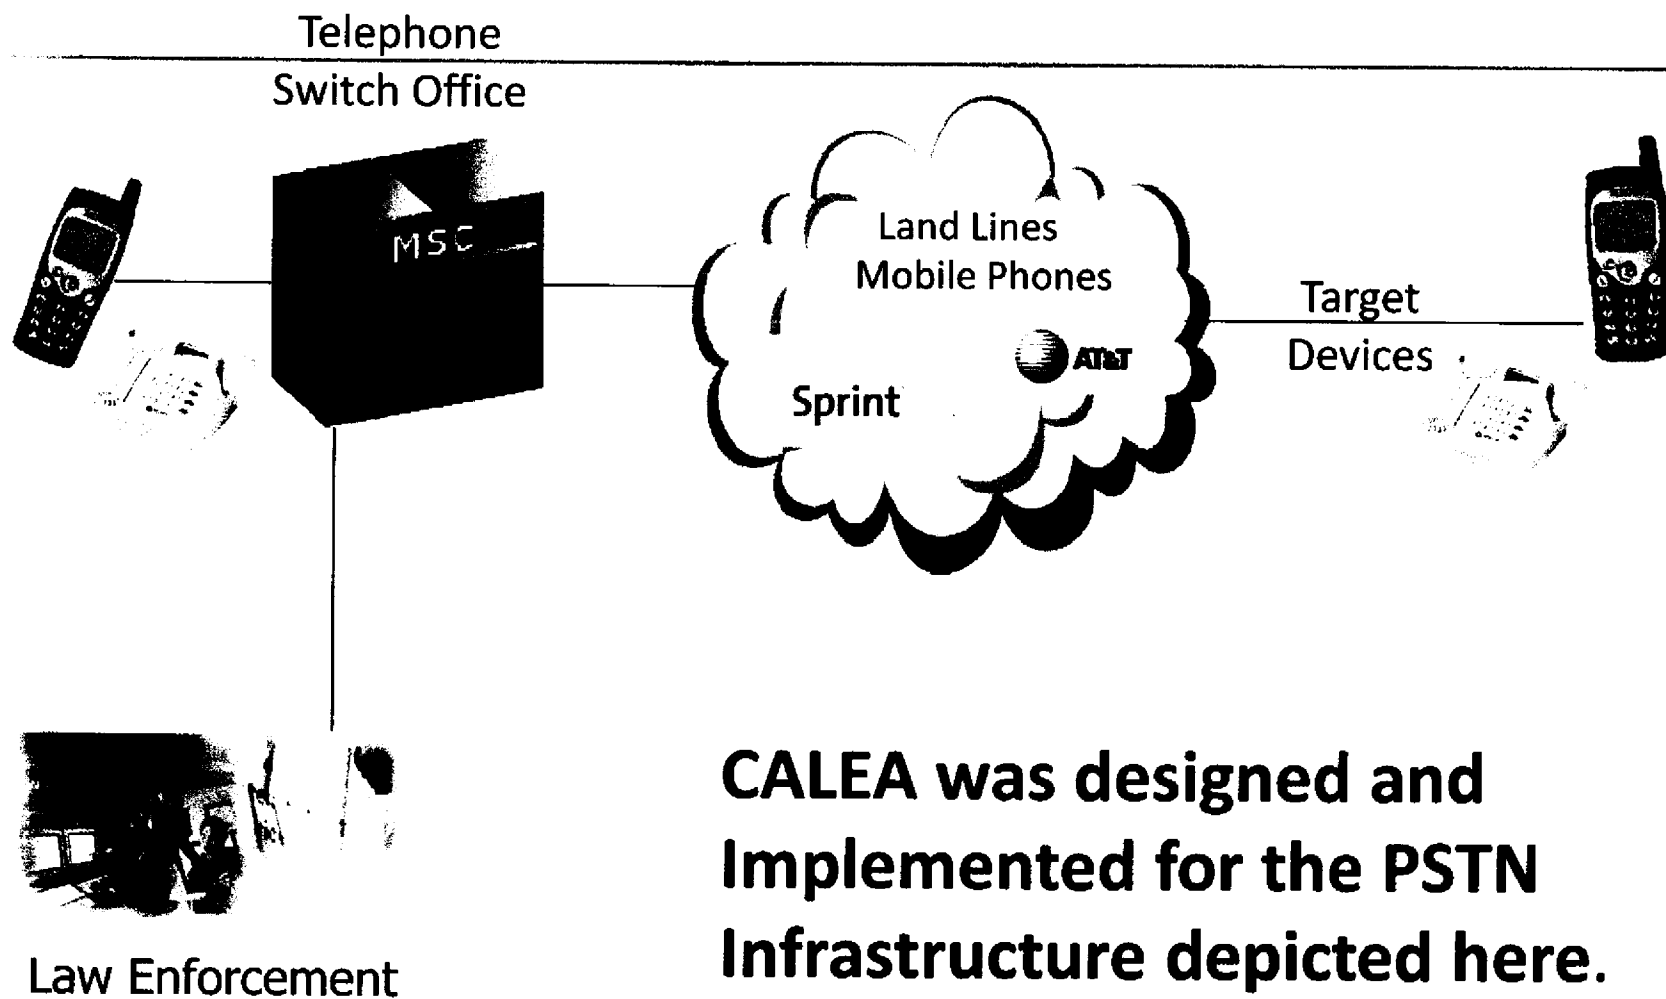 Telephone
Switch Office
MSC
Land Lines
Mobile Phones
AT&T
Sprint
Target
Devices
Law Enforcement
CALEA was designed and
Implemented for the PSTN
Infrastructure depicted here.